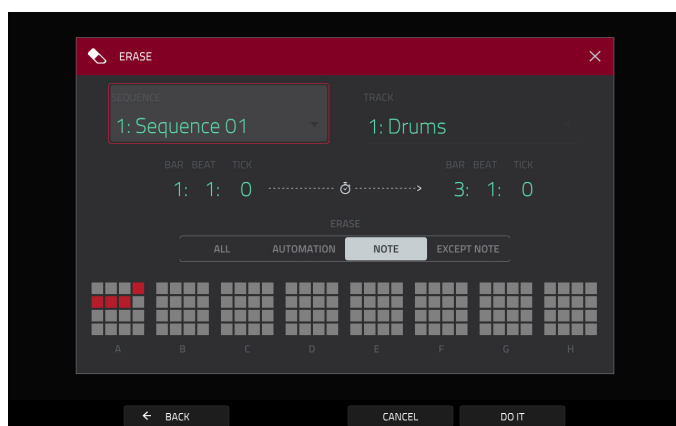 ERASE
SEQUENCE TRACK
1: Sequence 01 1: Drums
BAR BEAT TICK BAR BEAT TICK
1: 1: 0 3: 1: 0
ERASE
ALL AUTOMATION NOTE EXCEPT NOTE
A B C D E F G H
BACK CANCEL DO IT